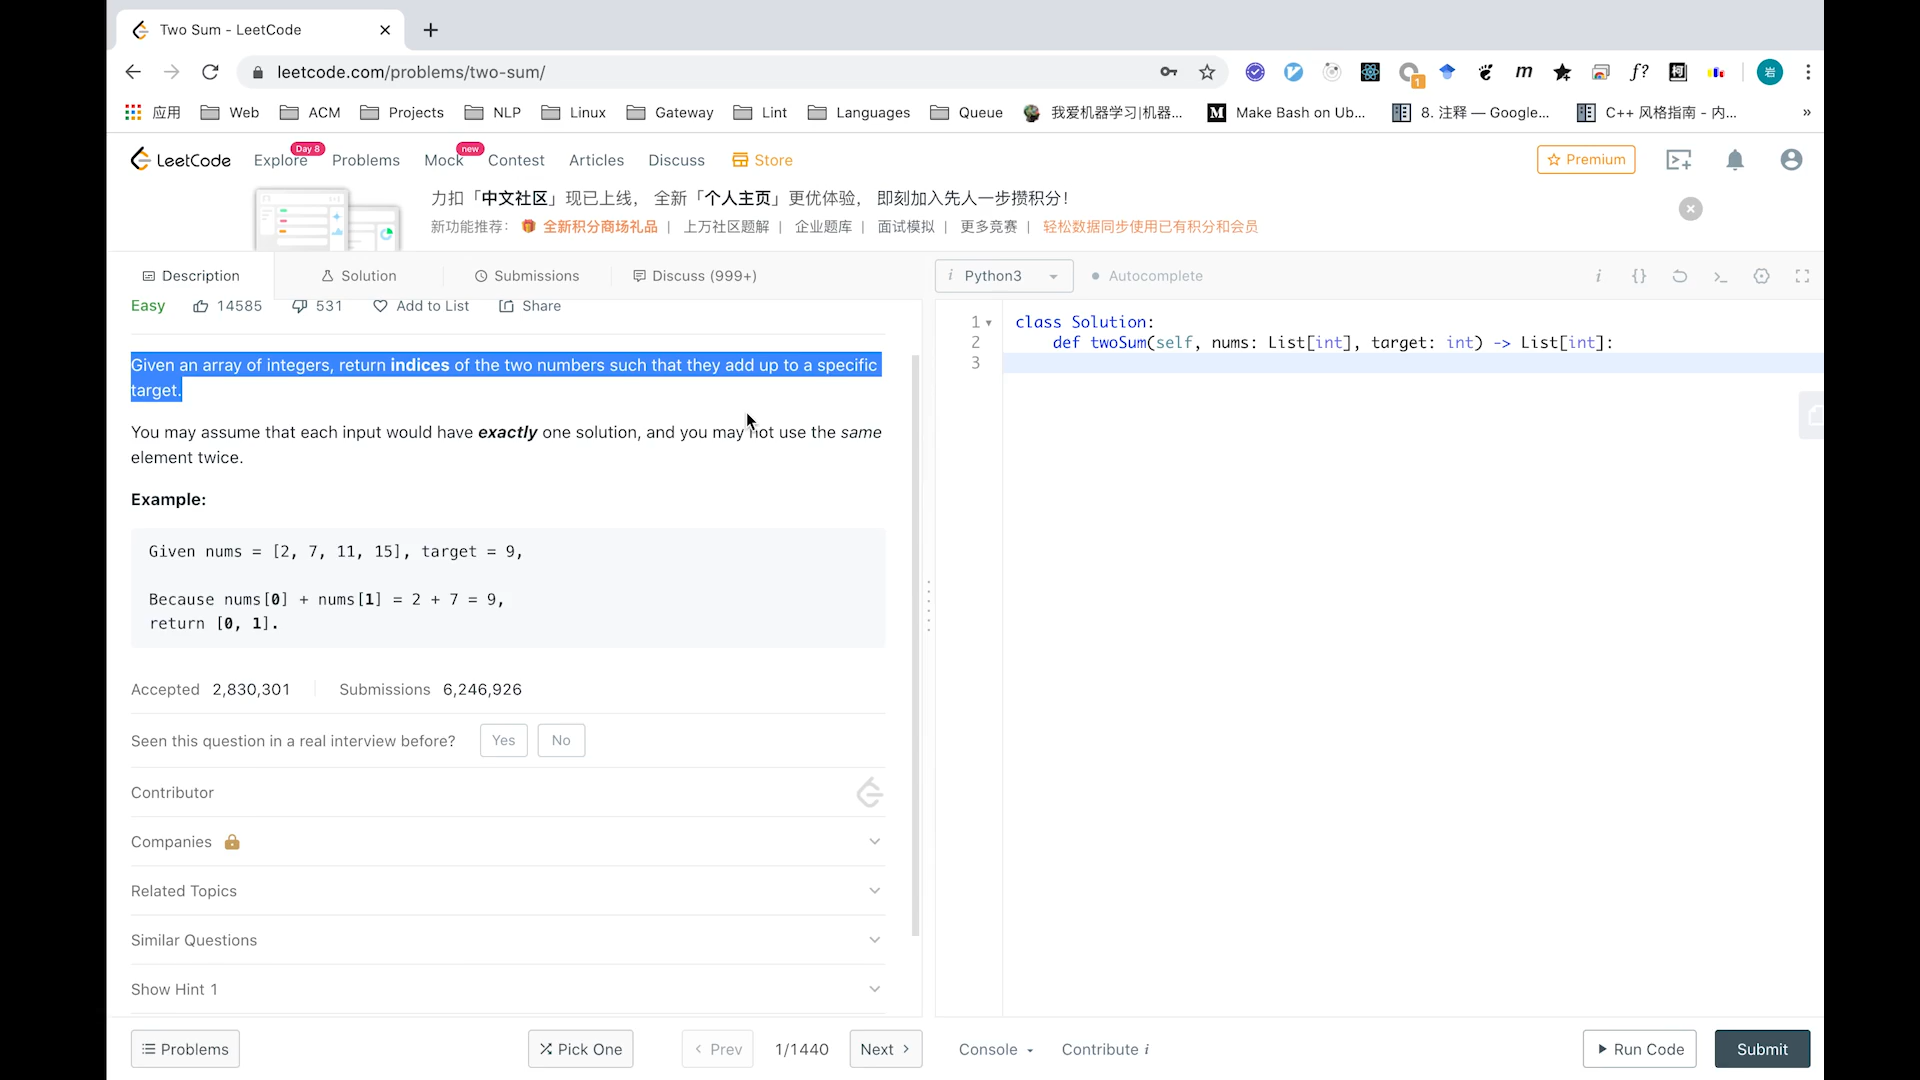 Two Sum - LeetCode
leetcode.com/problems/two-sum/
1
f?
岩
应用 Web ACM Projects NLP Linux Gateway Lint Languages Queue 我爱机器学习|机器... Make Bash on Ub... 8. 注释 — Google... C++ 风格指南 - 内... »
LeetCode Explore Day 8 Problems Mock new Contest Articles Discuss Store Premium
力扣「中文社区」现已上线，全新「个人主页」更优体验，即刻加入先人一步攒积分！
新功能推荐： 全新积分商场礼品 | 上万社区题解 | 企业题库 | 面试模拟 | 更多竞赛 | 轻松数据同步使用已有积分和会员
Description Solution Submissions Discuss (999+) i Python3 Autocomplete i {}
Easy 14585 531 Add to List Share
Given an array of integers, return indices of the two numbers such that they add up to a specific
target.
You may assume that each input would have exactly one solution, and you may not use the same
element twice.
Example:
Given nums = [2, 7, 11, 15], target = 9,
Because nums[0] + nums[1] = 2 + 7 = 9,
return [0, 1].
Accepted 2,830,301 Submissions 6,246,926
Seen this question in a real interview before? Yes No
Contributor
Companies
Related Topics
Similar Questions
Show Hint 1
1 class Solution:
2 def twoSum(self, nums: List[int], target: int) -> List[int]:
3
Problems Pick One Prev 1/1440 Next Console Contribute i Run Code Submit